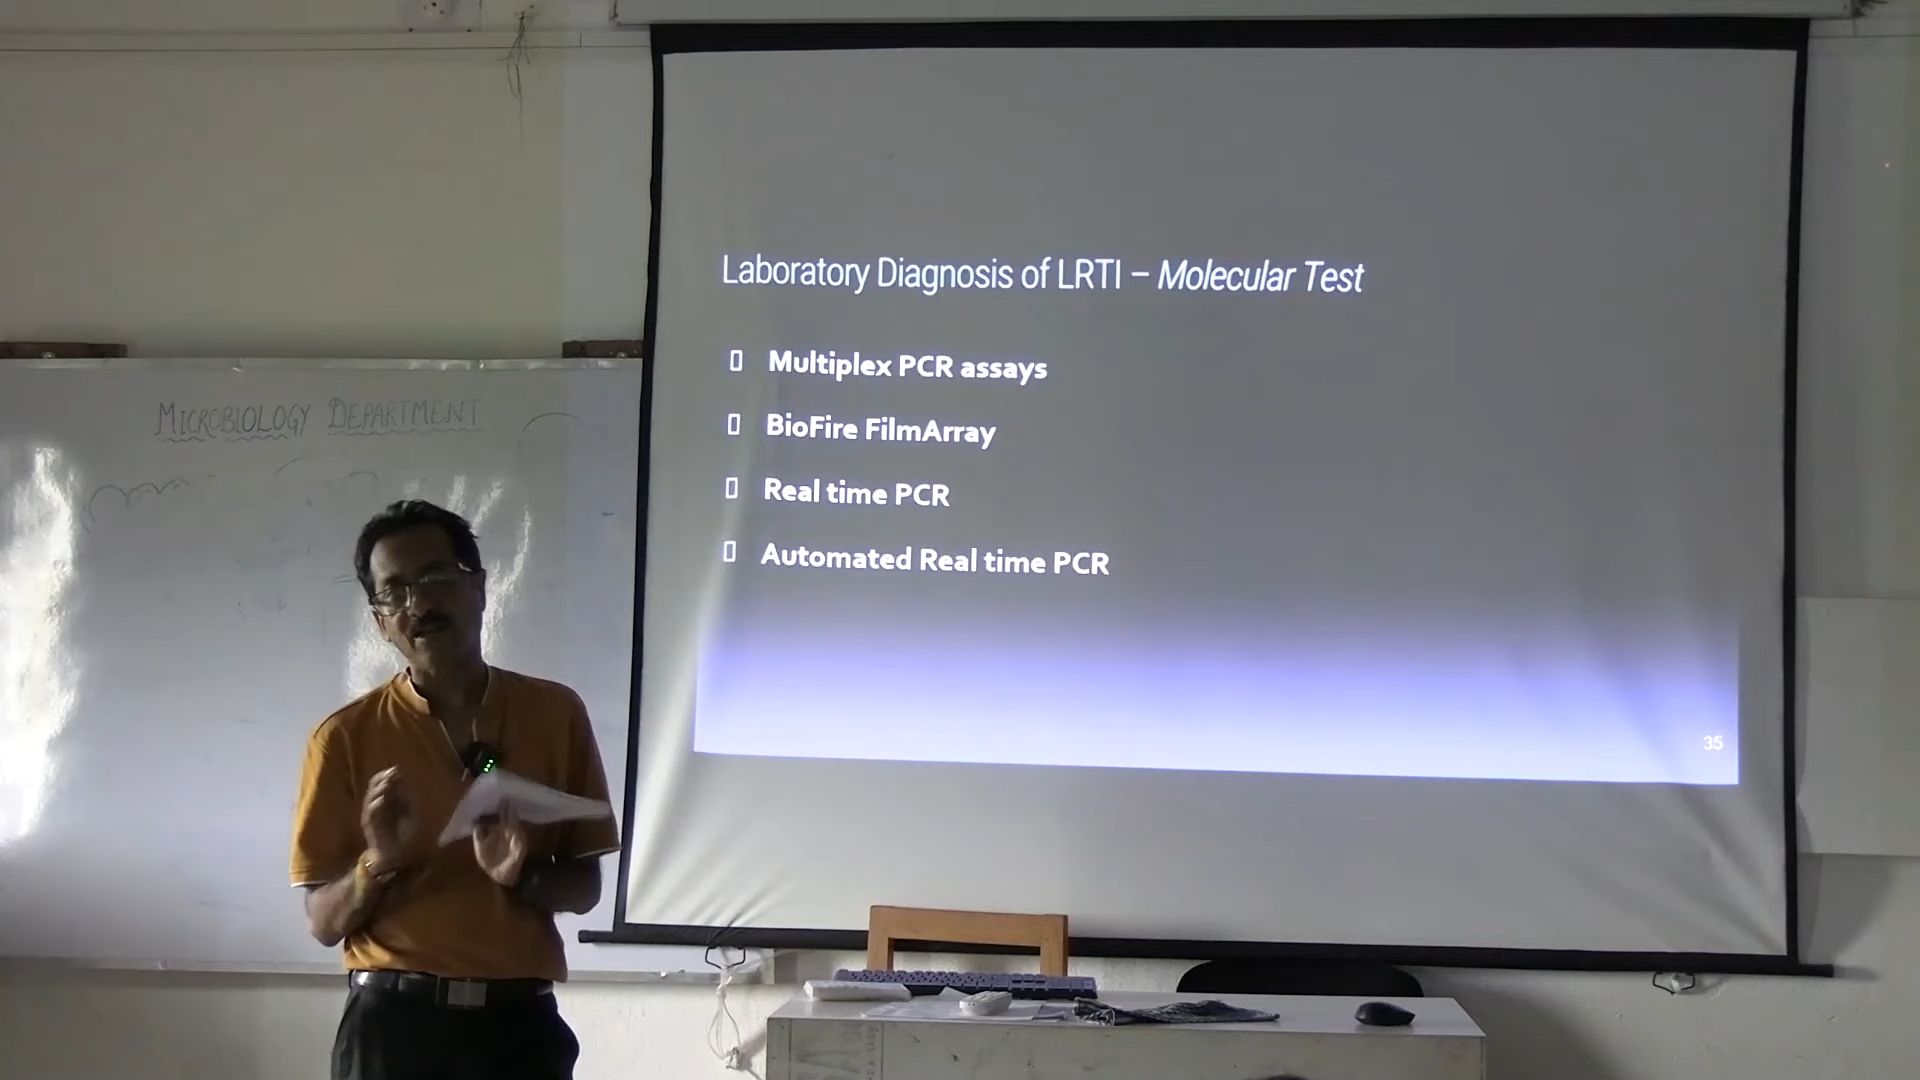 MICROBIOLOGY DEPARTMENT
Laboratory Diagnosis of LRTI – Molecular Test
Multiplex PCR assays
BioFire FilmArray
Real time PCR
Automated Real time PCR
35